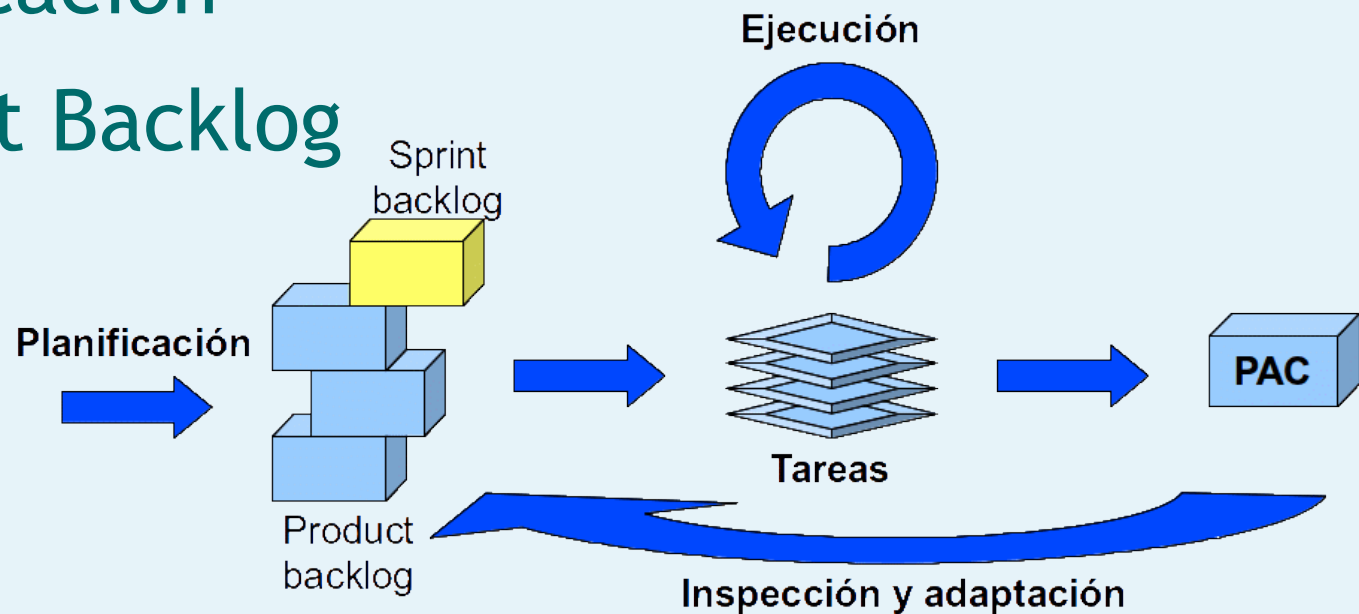 t Backlog
Ejecución
Sprint
backlog
Planificación
PAC
Tareas
Product
backlog
Inspección y adaptación